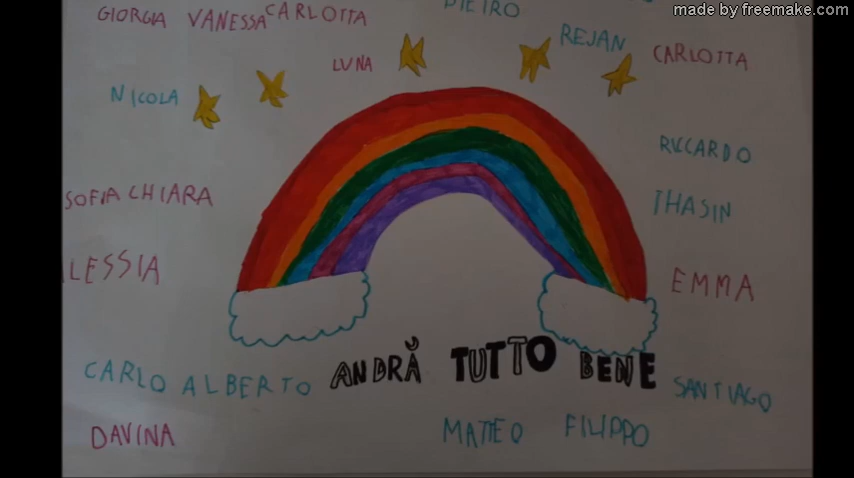 made by freemake.com
PIETRO
GIORGIA VANESSA CARLOTTA
REJAN
LUNA
CARLOTTA
NICOLA
RICCARDO
SOFIA CHIARA
THASIN
LESSIA
EMMA
ANDRĂ TUTTO BENE
CARLO ALBERTO
SANTIAGO
DAVINA
MATTEO
FILIPPO